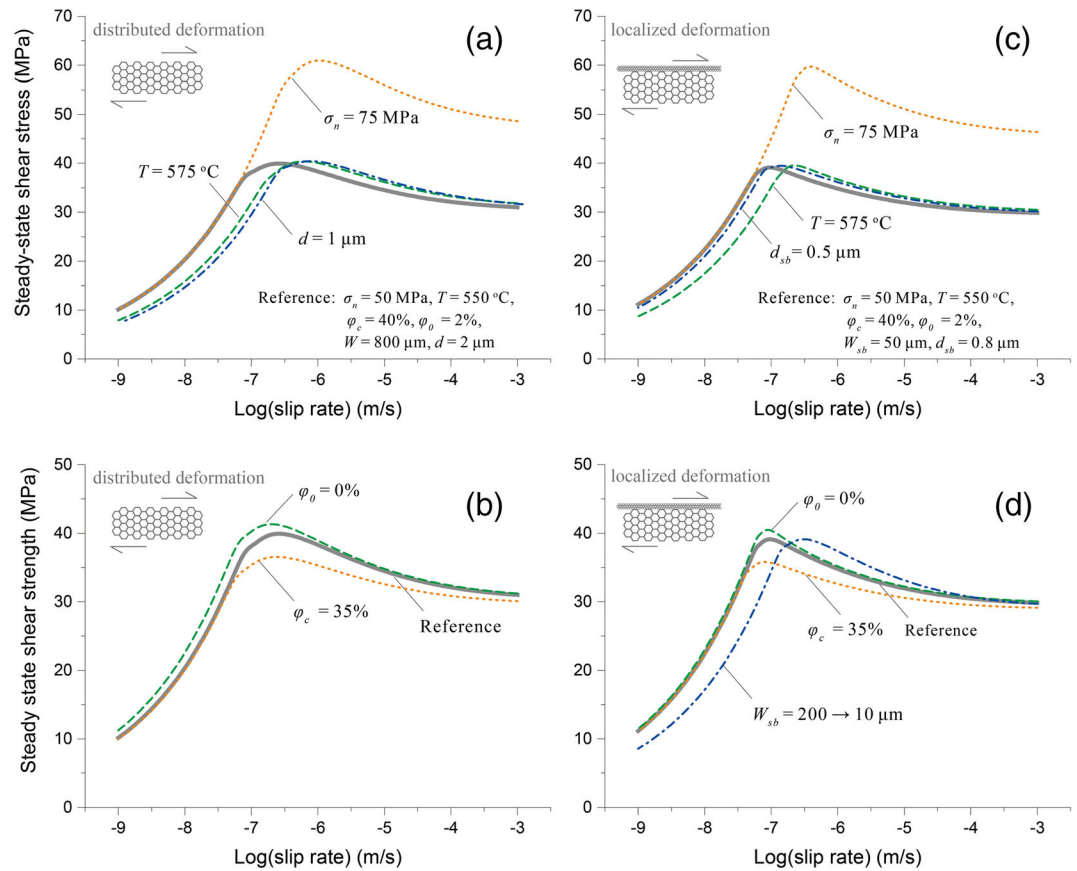 distributed deformation
(a)
Steady-state shear stress (MPa)
70
60
50
40
30
20
10
0
σn = 75 MPa
T = 575 °C
d = 1 μm
Reference: σn = 50 MPa, T = 550 °C,
φc = 40%, φ0 = 2%,
W = 800 μm, d = 2 μm
-9 -8 -7 -6 -5 -4 -3
Log(slip rate) (m/s)
localized deformation
(c)
70
60
50
40
30
20
10
0
σn = 75 MPa
T = 575 °C
dsb = 0.5 μm
Reference: σn = 50 MPa, T = 550 °C,
φc = 40%, φ0 = 2%,
Wsb = 50 μm, dsb = 0.8 μm
-9 -8 -7 -6 -5 -4 -3
Log(slip rate) (m/s)
distributed deformation
(b)
Steady state shear strength (MPa)
50
40
30
20
10
0
φ0 = 0%
φc = 35%
Reference
-9 -8 -7 -6 -5 -4 -3
Log(slip rate) (m/s)
localized deformation
(d)
50
40
30
20
10
0
φ0 = 0%
φc = 35%
Reference
Wsb = 200 → 10 μm
-9 -8 -7 -6 -5 -4 -3
Log(slip rate) (m/s)